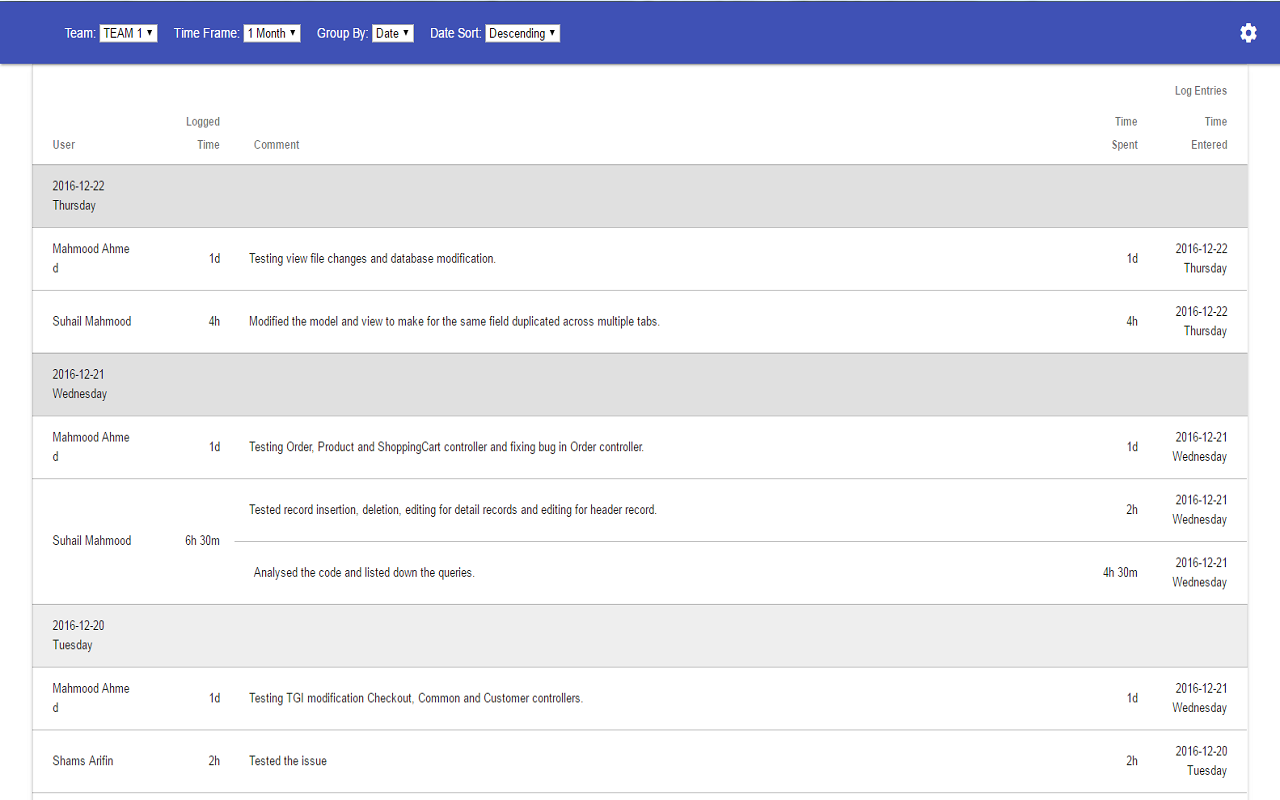 Team: TEAM 1 Time Frame: 1 Month Group By: Date Date Sort: Descending
Log Entries
User Logged Time Comment Time Spent Time Entered
2016-12-22
Thursday
Mahmood Ahme
d
1d Testing view file changes and database modification. 1d 2016-12-22
Thursday
Suhail Mahmood 4h Modified the model and view to make for the same field duplicated across multiple tabs. 4h 2016-12-22
Thursday
2016-12-21
Wednesday
Mahmood Ahme
d
1d Testing Order, Product and ShoppingCart controller and fixing bug in Order controller. 1d 2016-12-21
Wednesday
Suhail Mahmood 6h 30m Tested record insertion, deletion, editing for detail records and editing for header record. 2h 2016-12-21
Wednesday
Analysed the code and listed down the queries. 4h 30m 2016-12-21
Wednesday
2016-12-20
Tuesday
Mahmood Ahme
d
1d Testing TGI modification Checkout, Common and Customer controllers. 1d 2016-12-21
Wednesday
Shams Arifin 2h Tested the issue 2h 2016-12-20
Tuesday